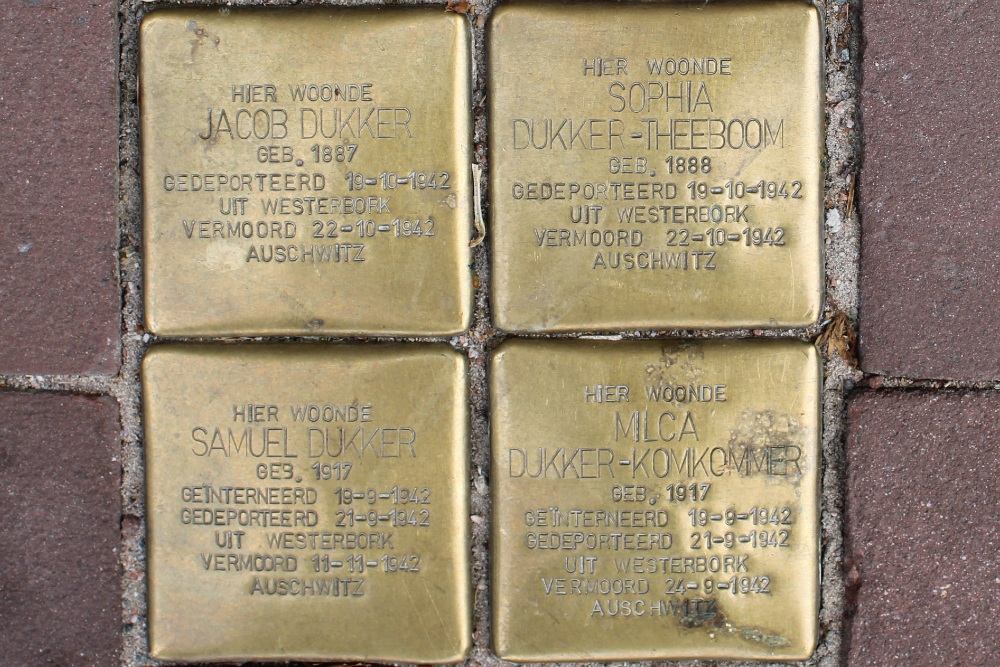 HIER WOONDE
JACOB DUKKER
GEB. 1887
GEDEPORTEERD 19-10-1942
UIT WESTERBORK
VERMOORD 22-10-1942
AUSCHWITZ
HIER WOONDE
SOPHIA
DUKKER-THEEBOOM
GEB. 1888
GEDEPORTEERD 19-10-1942
UIT WESTERBORK
VERMOORD 22-10-1942
AUSCHWITZ
HIER WOONDE
SAMUEL DUKKER
GEB. 1917
GEÏNTERNEERD 19-9-1942
GEDEPORTEERD 21-9-1942
UIT WESTERBORK
VERMOORD 11-11-1942
AUSCHWITZ
HIER WOONDE
MILCA
DUKKER-KOMKOMMER
GEB. 1917
GEÏNTERNEERD 19-9-1942
GEDEPORTEERD 21-9-1942
UIT WESTERBORK
VERMOORD 24-9-1942
AUSCHWITZ